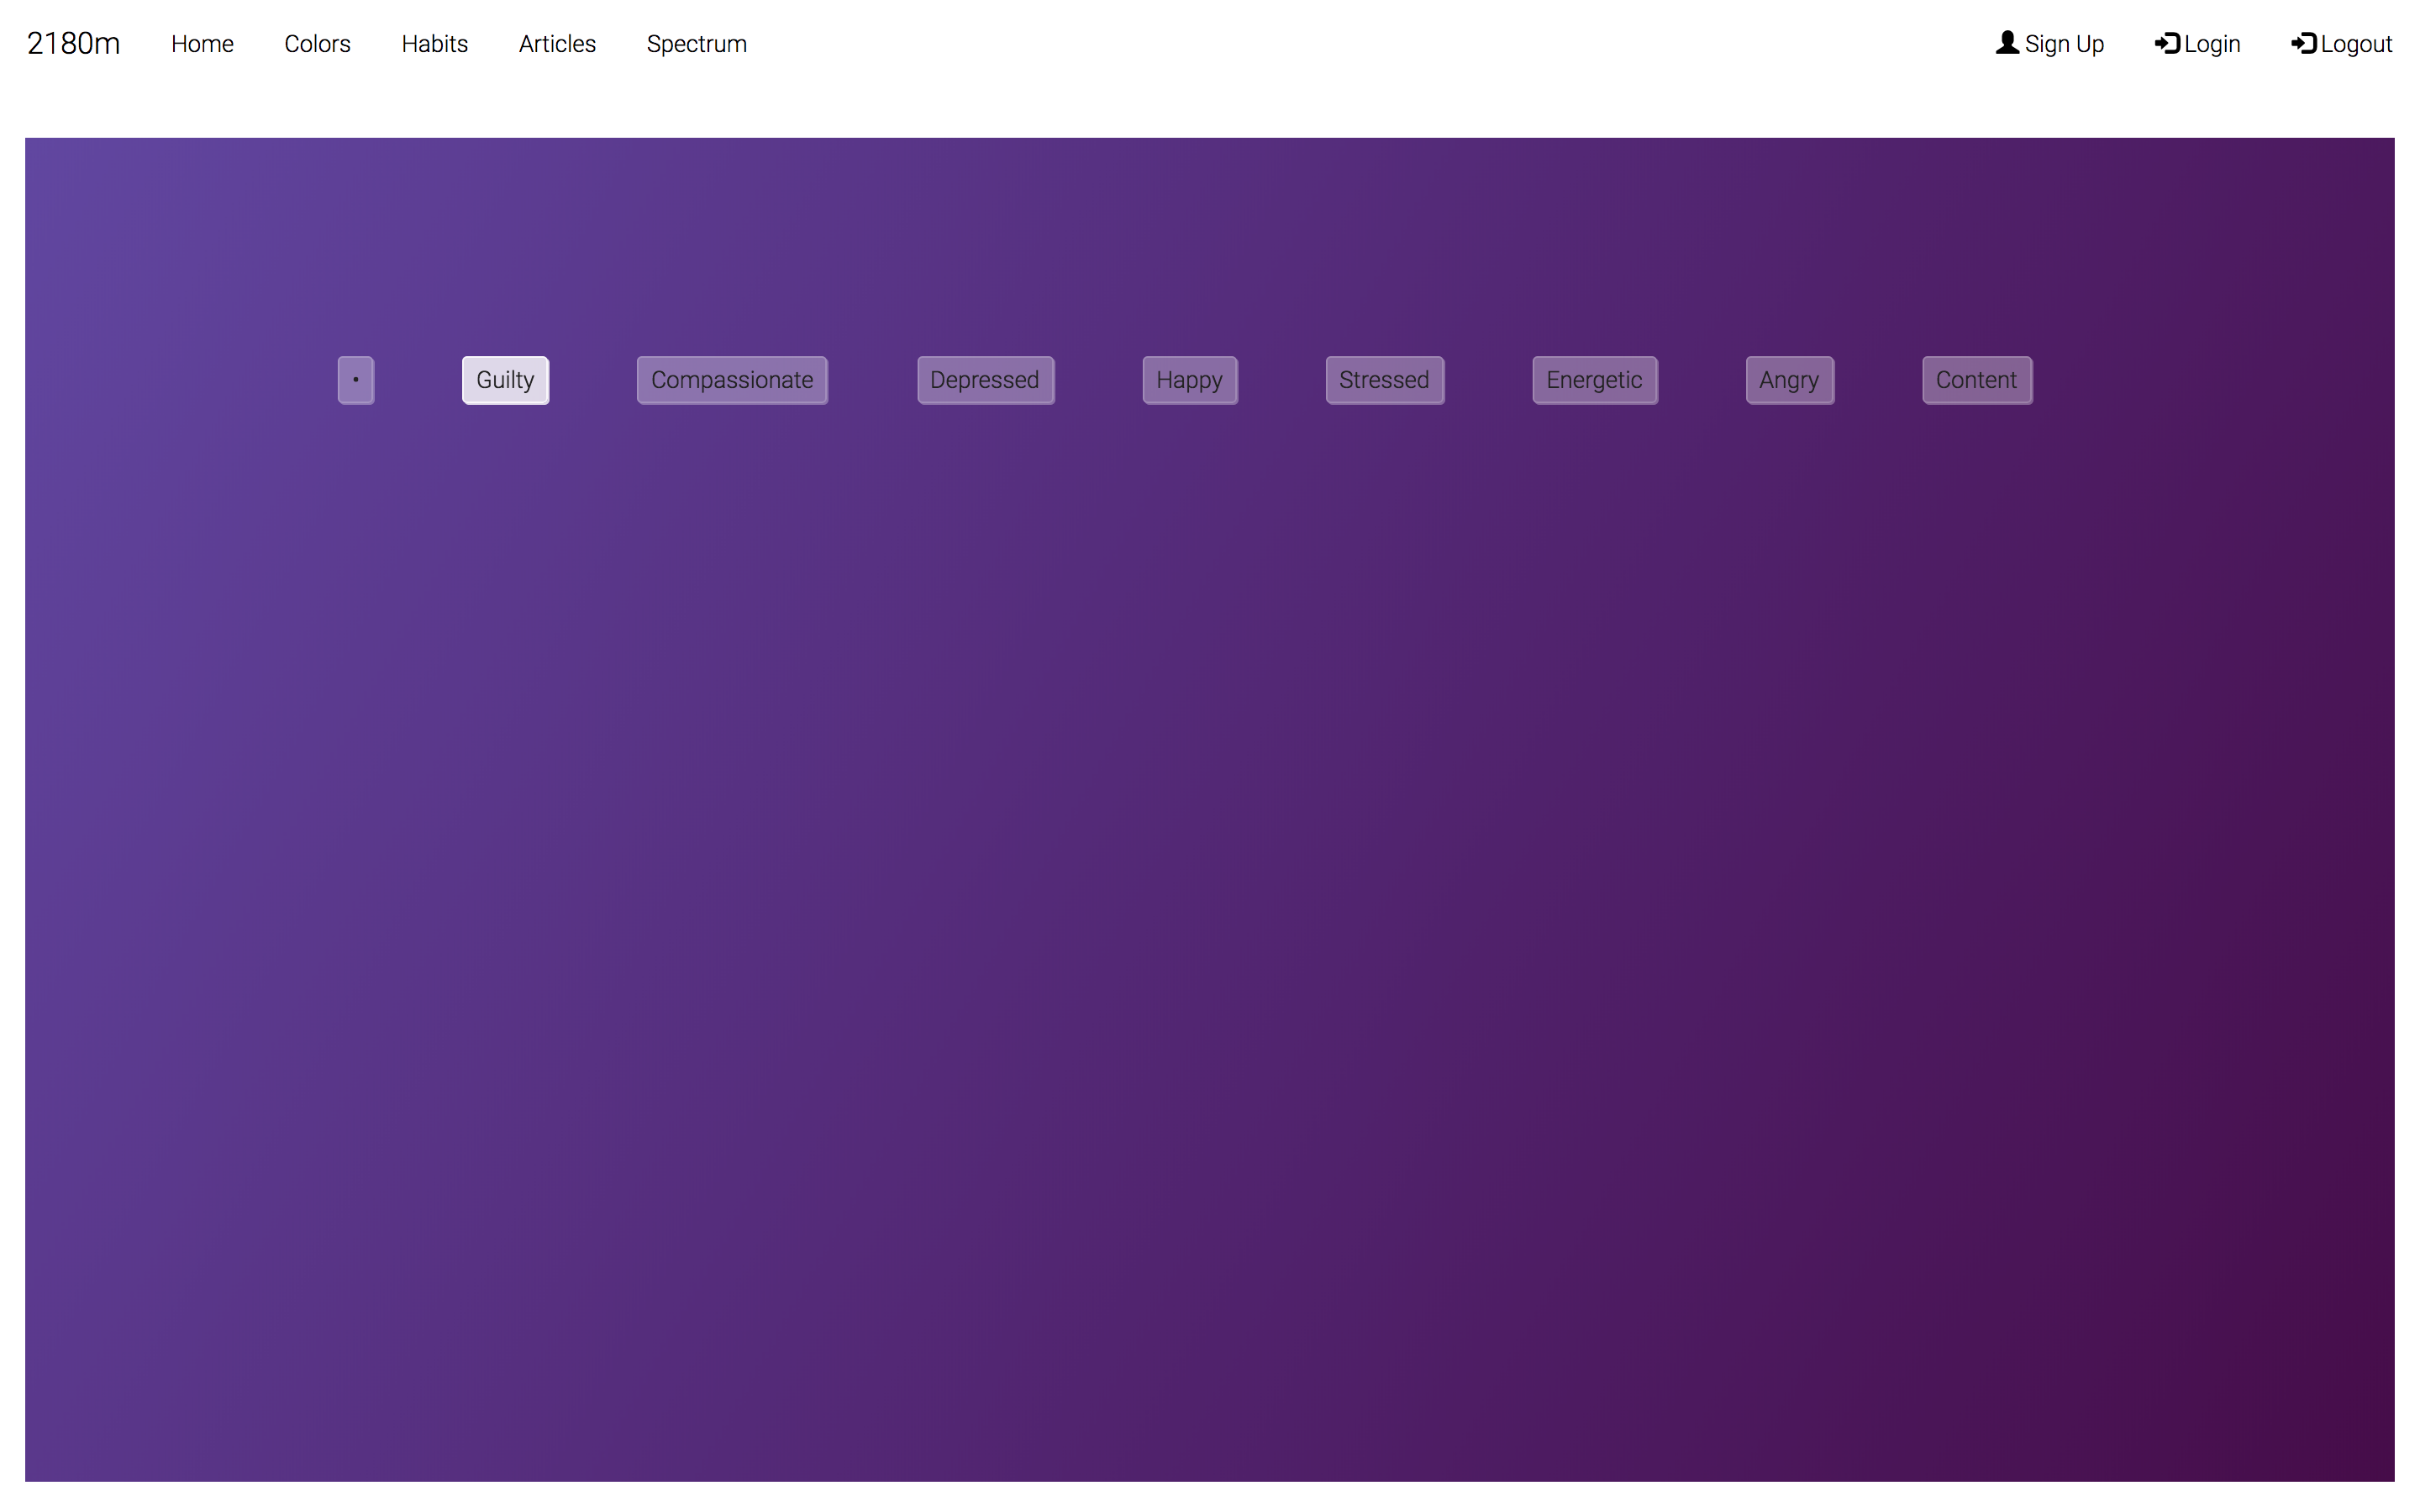 2180m Home Colors Habits Articles Spectrum Sign Up Login Logout
• Guilty Compassionate Depressed Happy Stressed Energetic Angry Content